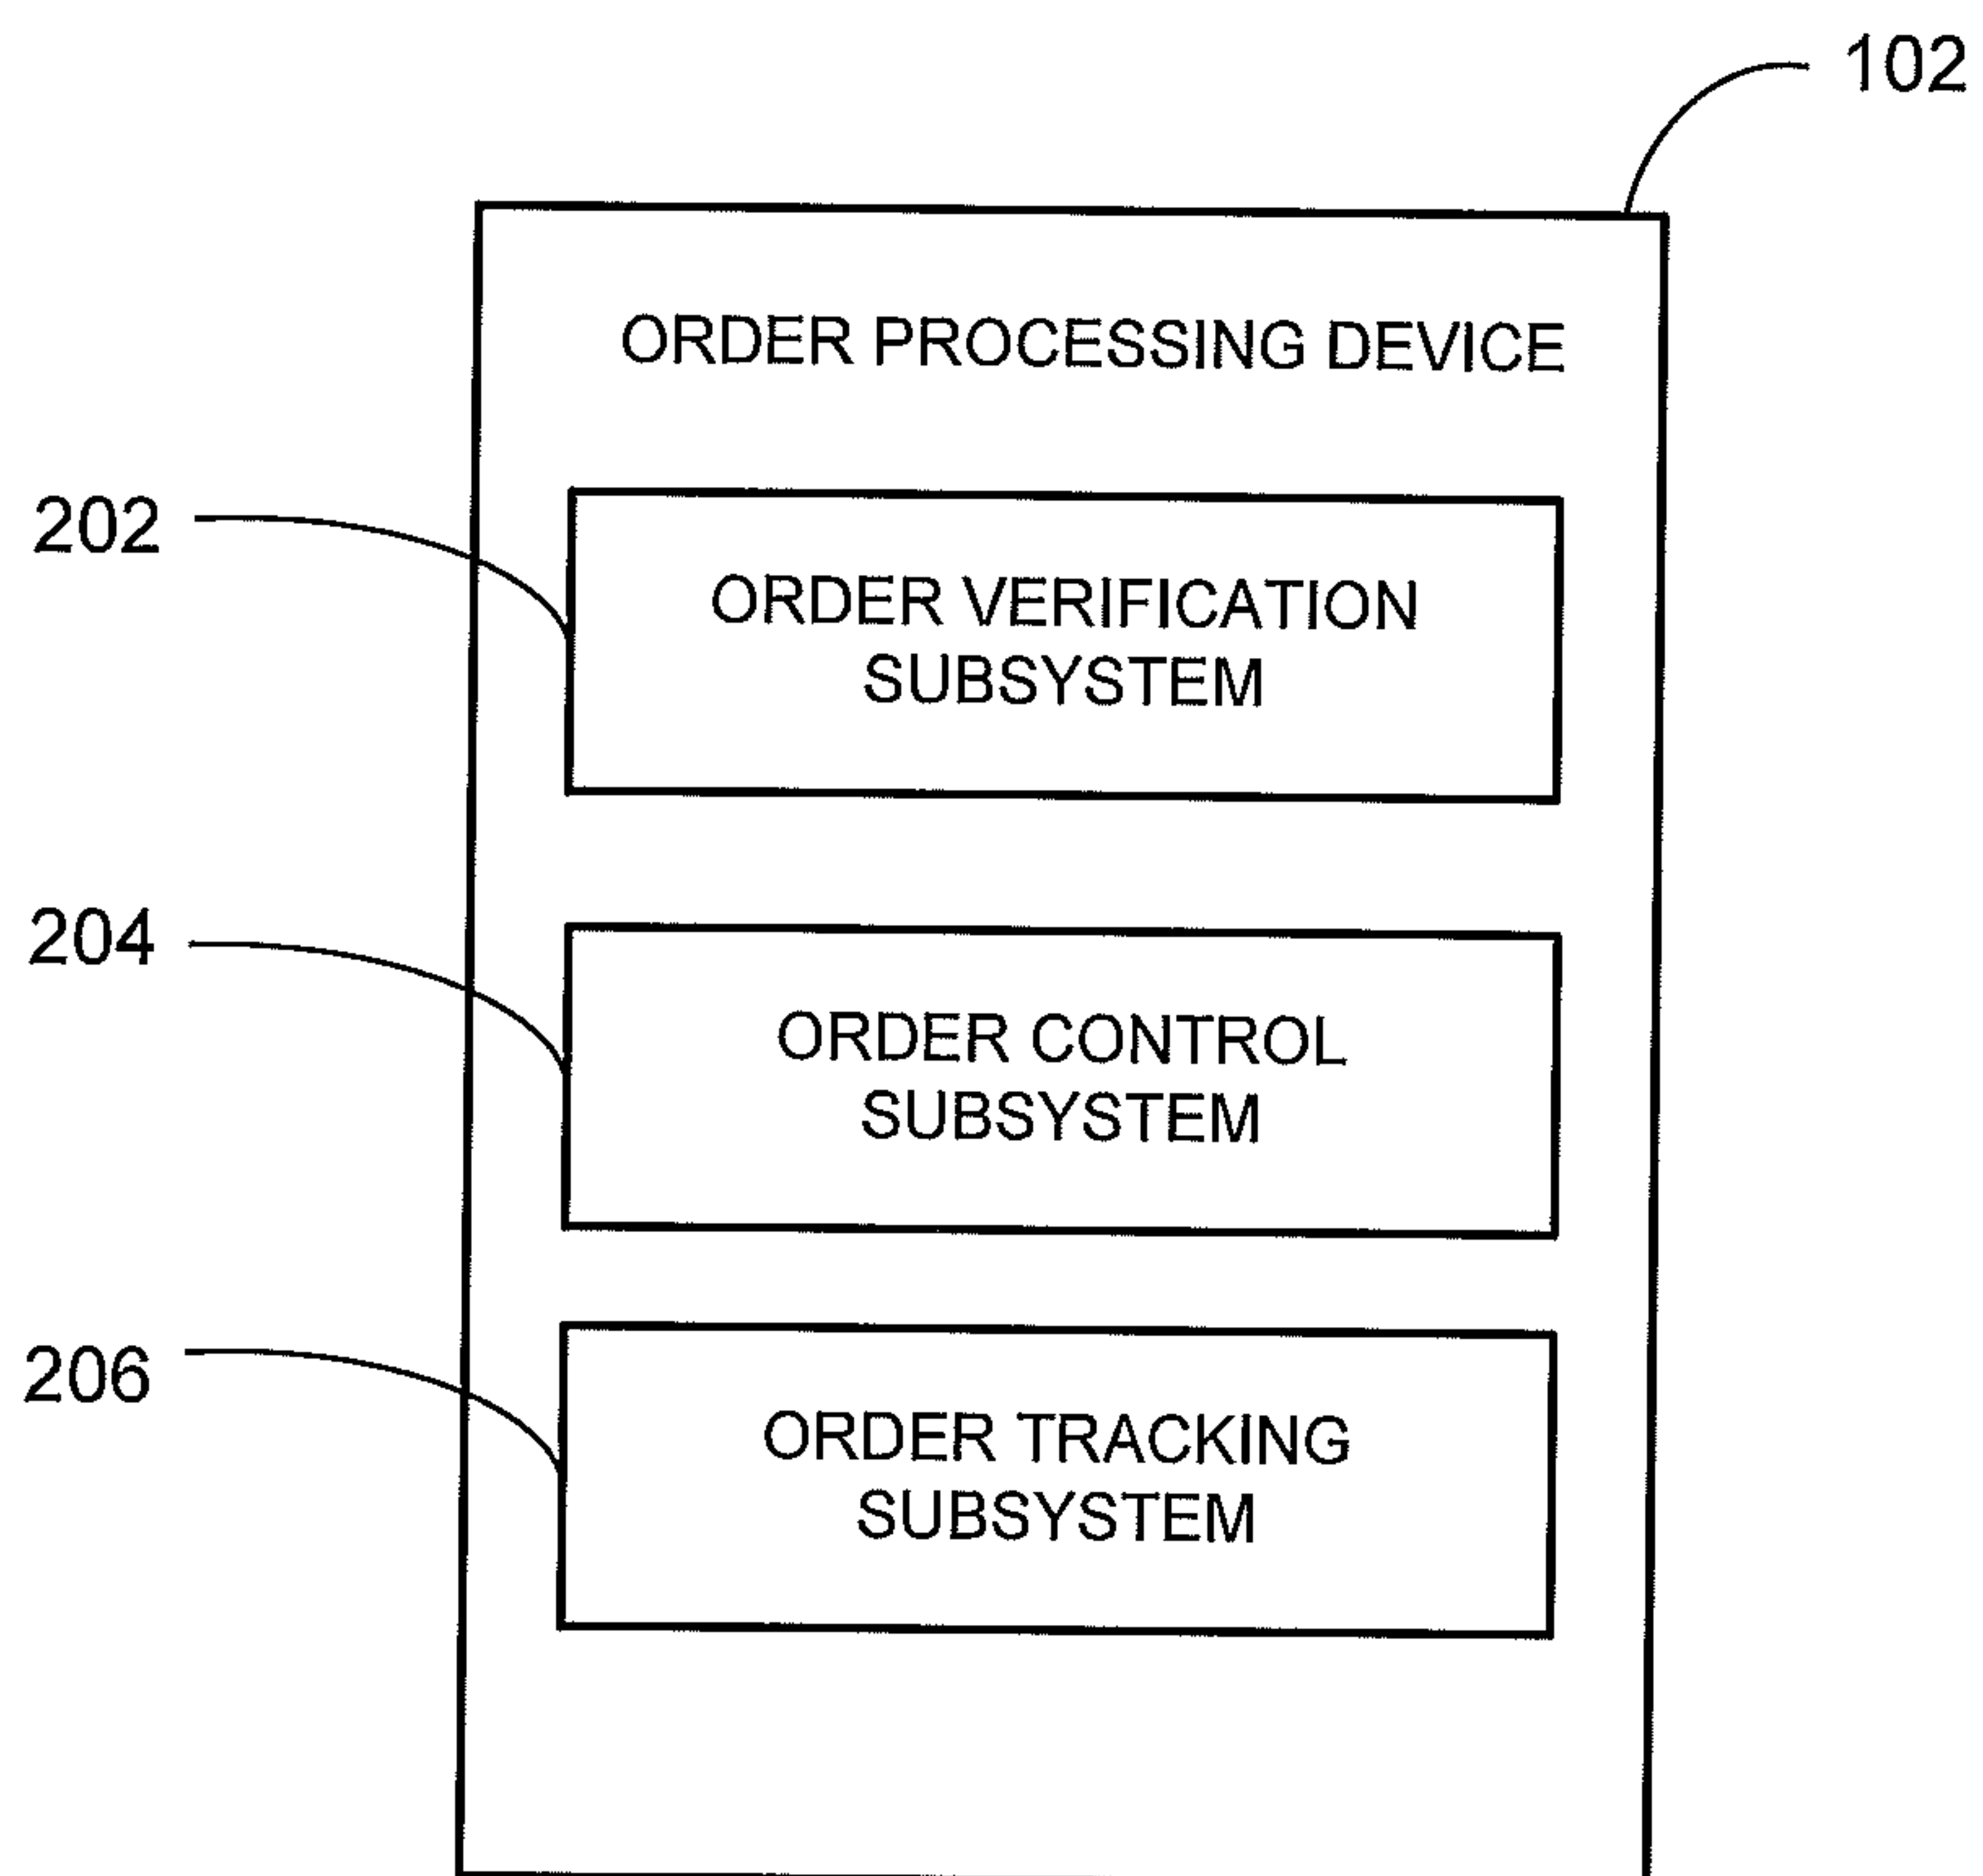 102
ORDER PROCESSING DEVICE
202
ORDER VERIFICATION
SUBSYSTEM
204
ORDER CONTROL
SUBSYSTEM
206
ORDER TRACKING
SUBSYSTEM